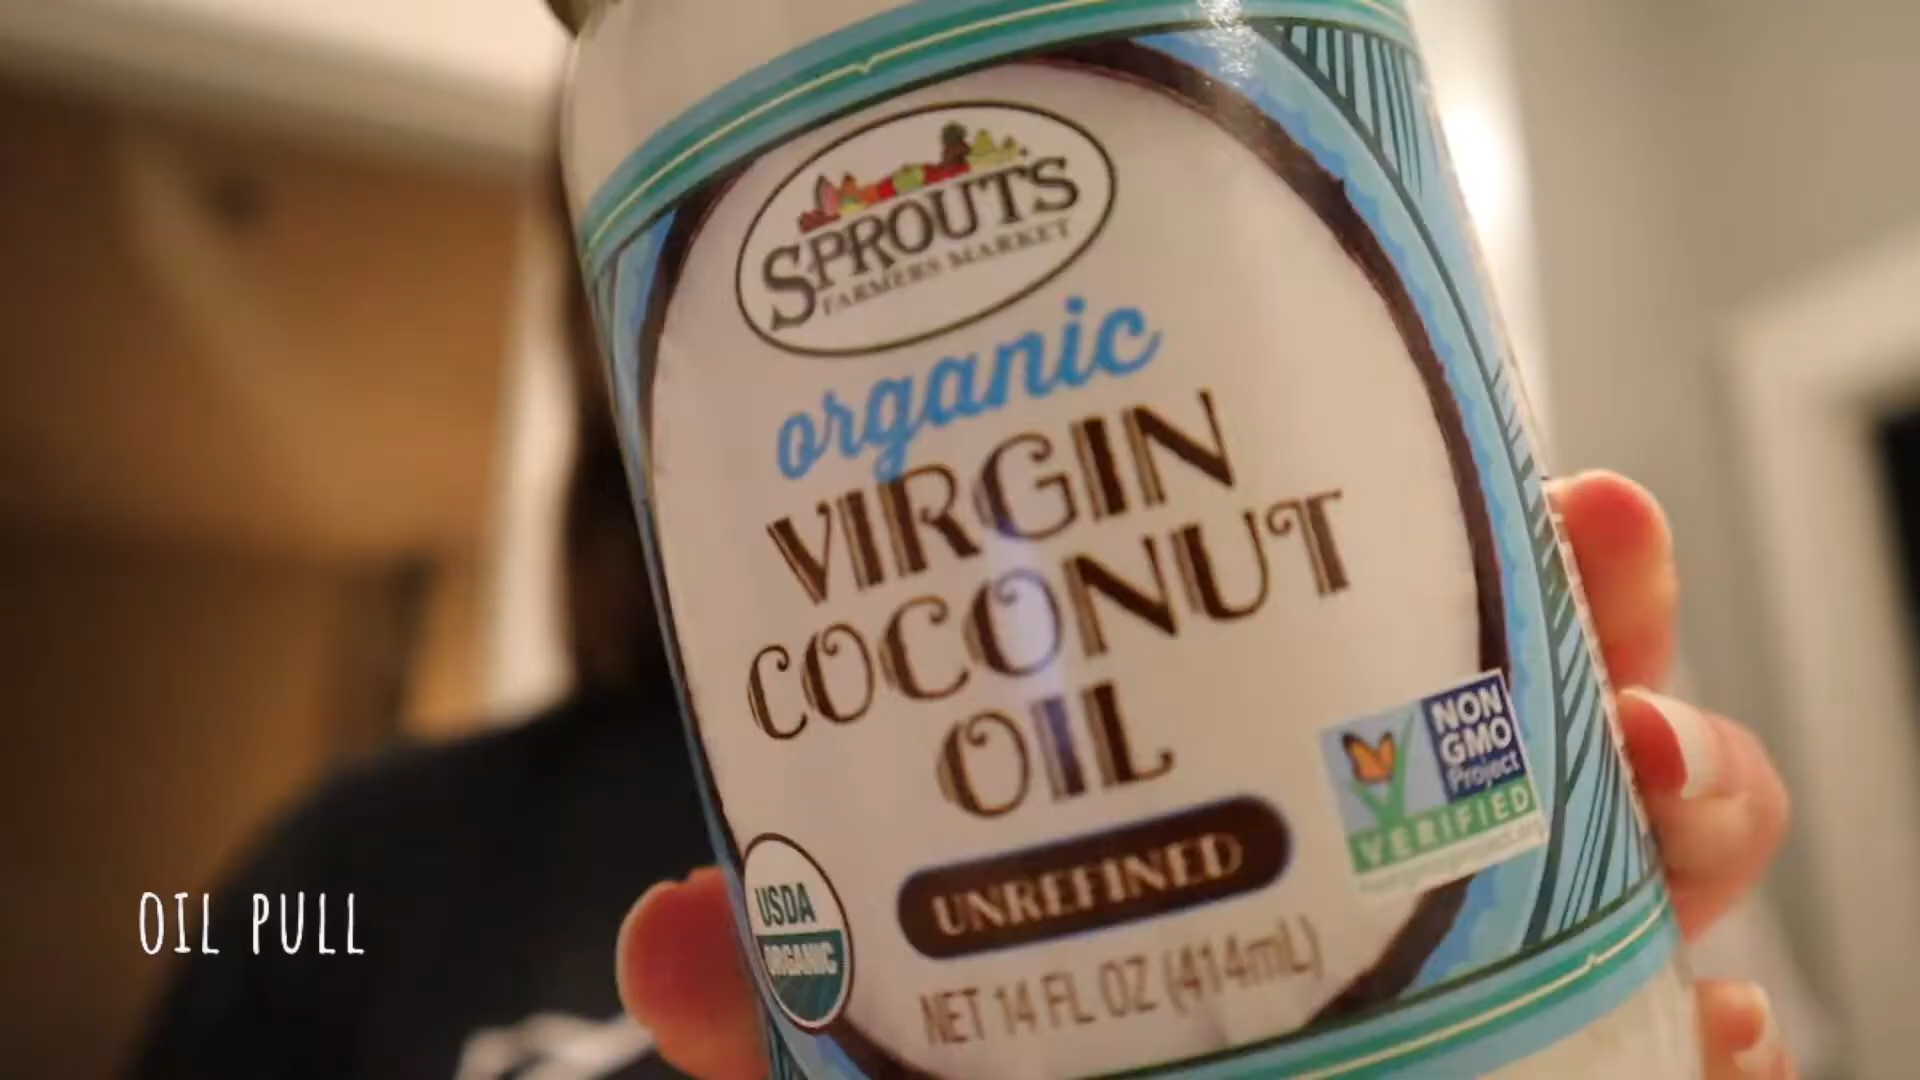 SPROUTS
FARMERS MARKET
organic
VIRGIN
COCONUT
OIL
NON
GMO
Project
VERIFIED
UNREFINED
USDA
ORGANIC
NET 14 FL OZ (414mL)
OIL PULL